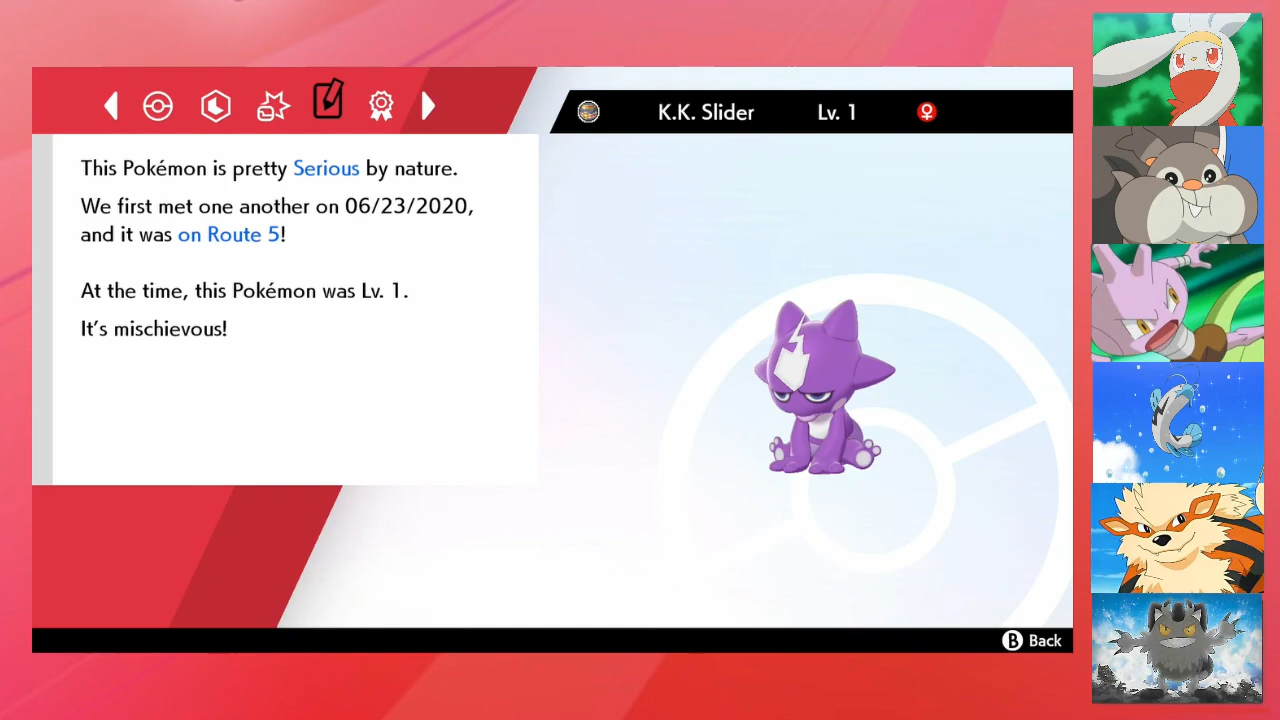 K.K. Slider Lv. 1
This Pokémon is pretty Serious by nature.
We first met one another on 06/23/2020,
and it was on Route 5!
At the time, this Pokémon was Lv. 1.
It's mischievous!
B Back